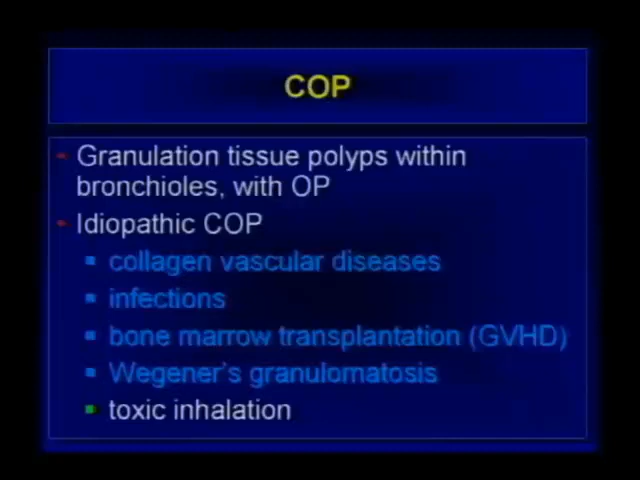 COP
Granulation tissue polyps within
bronchioles, with OP
Idiopathic COP
collagen vascular diseases
infections
bone marrow transplantation (GVHD)
Wegener's granulomatosis
toxic inhalation